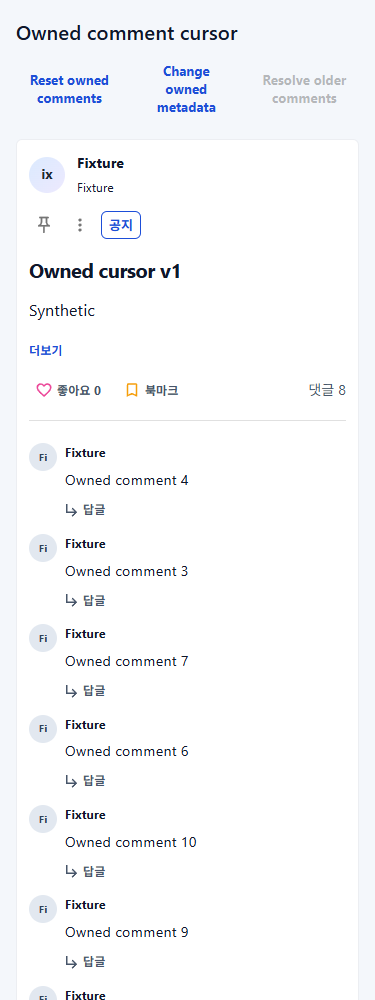 Owned comment cursor
Reset owned
comments
Change
owned
metadata
Resolve older
comments
ix
Fixture
Fixture
공지
Owned cursor v1
Synthetic
더보기
좋아요 0
북마크
댓글 8
Fi
Fixture
Owned comment 4
답글
Fi
Fixture
Owned comment 3
답글
Fi
Fixture
Owned comment 7
답글
Fi
Fixture
Owned comment 6
답글
Fi
Fixture
Owned comment 10
답글
Fi
Fixture
Owned comment 9
답글
Fi
Fixture